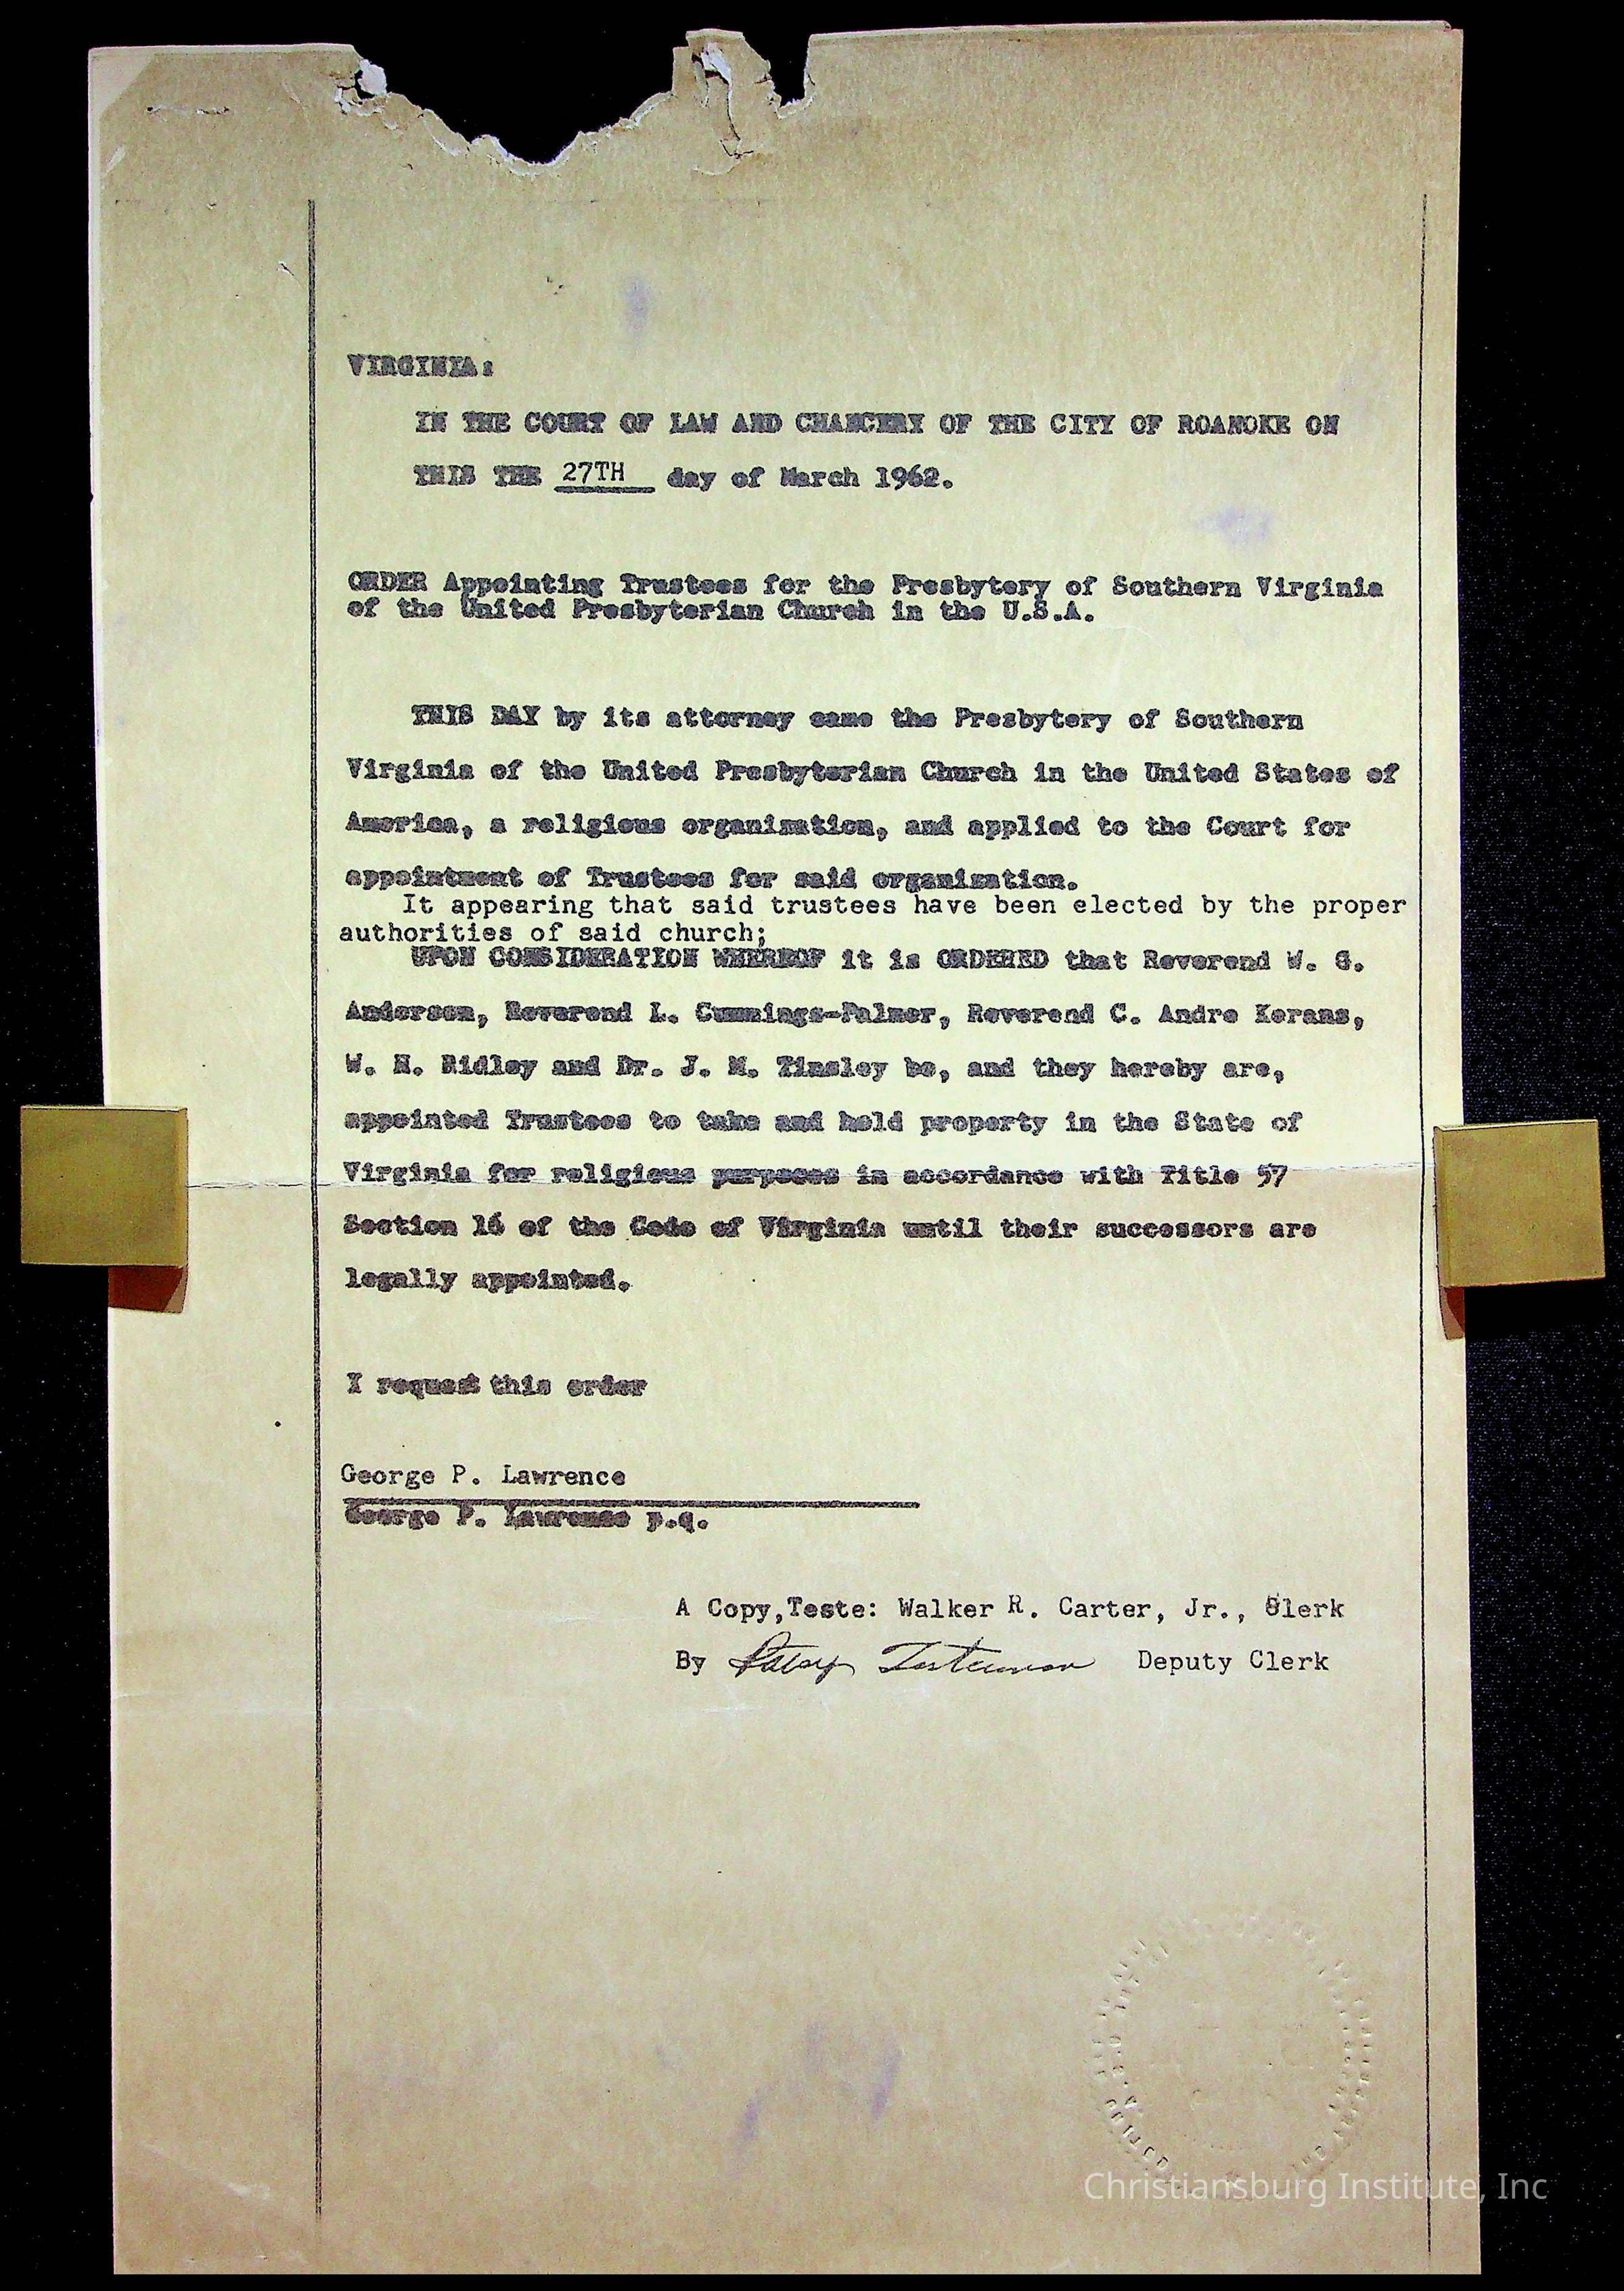 VIRGINIA:
IN THE COURT OF LAW AND CHANCERY OF THE CITY OF ROANOKE ON
THIS THE 27TH day of March 1962.
ORDER Appointing Trustees for the Presbytery of Southern Virginia
of the United Presbyterian Church in the U.S.A.
THIS DAY by its attorney came the Presbytery of Southern
Virginia of the United Presbyterian Church in the United States of
America, a religious organization, and applied to the Court for
appointment of Trustees for said organization.
It appearing that said trustees have been elected by the proper
authorities of said church;
UPON CONSIDERATION WHEREOF it is ORDERED that Reverend W. G.
Anderson, Reverend L. Cummings-Palmer, Reverend C. Andre Kerans,
W. H. Ridley and Dr. J. M. Tinsley be, and they hereby are,
appointed Trustees to take and hold property in the State of
Virginia for religious purposes in accordance with Title 57
Section 16 of the Code of Virginia until their successors are
legally appointed.
I request this order
George P. Lawrence
George P. Lawrence p.q.
A Copy,Teste: Walker R. Carter, Jr., Clerk
By Testerman Deputy Clerk
Christiansburg Institute, Inc